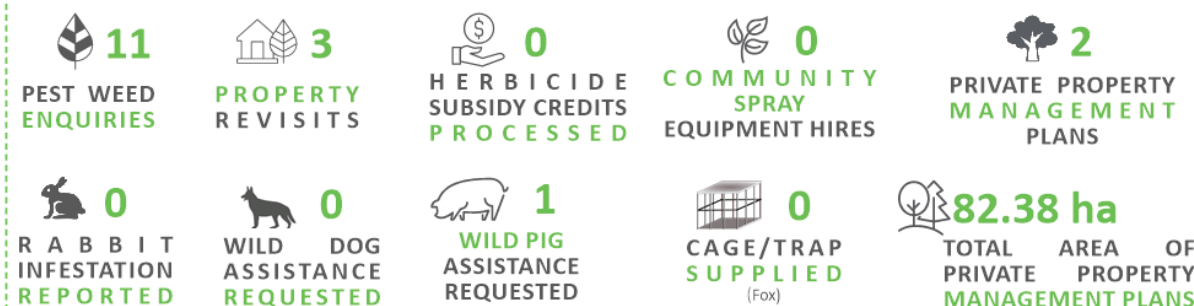 11
PEST WEED
ENQUIRIES
3
PROPERTY
REVISITS
$
0
HERBICIDE
SUBSIDY CREDITS
PROCESSED
0
COMMUNITY
SPRAY
EQUIPMENT HIRES
2
PRIVATE PROPERTY
MANAGEMENT
PLANS
0
RABBIT
INFESTATION
REPORTED
0
WILD DOG
ASSISTANCE
REQUESTED
1
WILD PIG
ASSISTANCE
REQUESTED
0
CAGE/TRAP
SUPPLIED
(Fox)
82.38 ha
TOTAL AREA OF
PRIVATE PROPERTY
MANAGEMENT PLANS